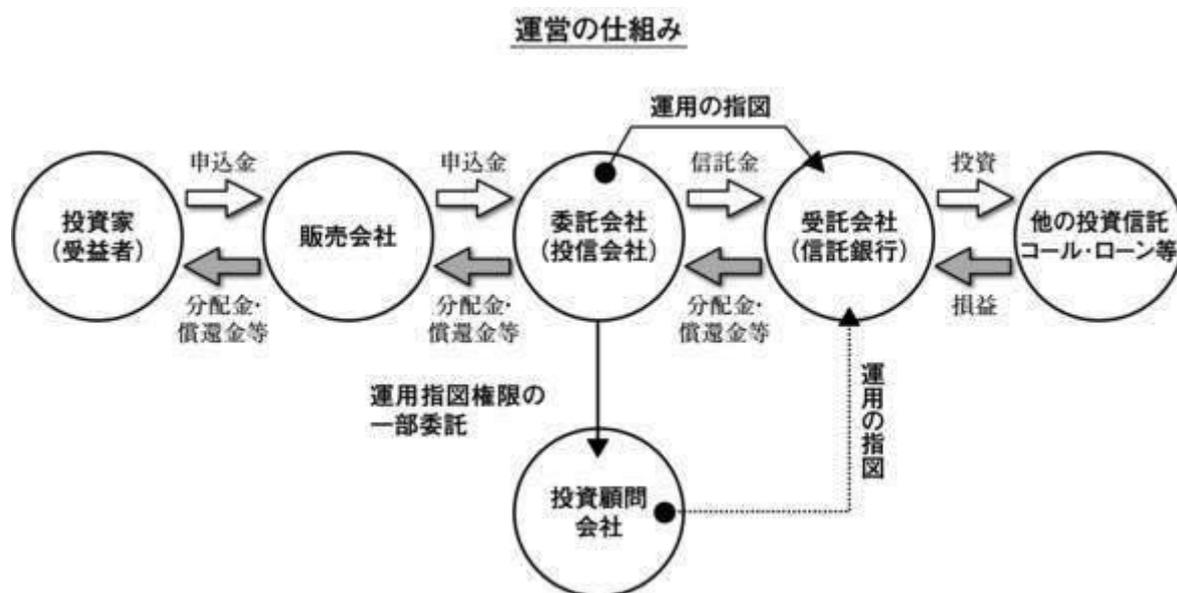 運営の仕組み
運用の指図
申込金
申込金
信託金
投資
投資家
(受益者)
販売会社
委託会社
(投信会社)
受託会社
(信託銀行)
他の投資信託
コール・ローン等
分配金・
償還金等
分配金・
償還金等
分配金・
償還金等
損益
運用指図権限の
一部委託
運用の指図
投資顧問
会社